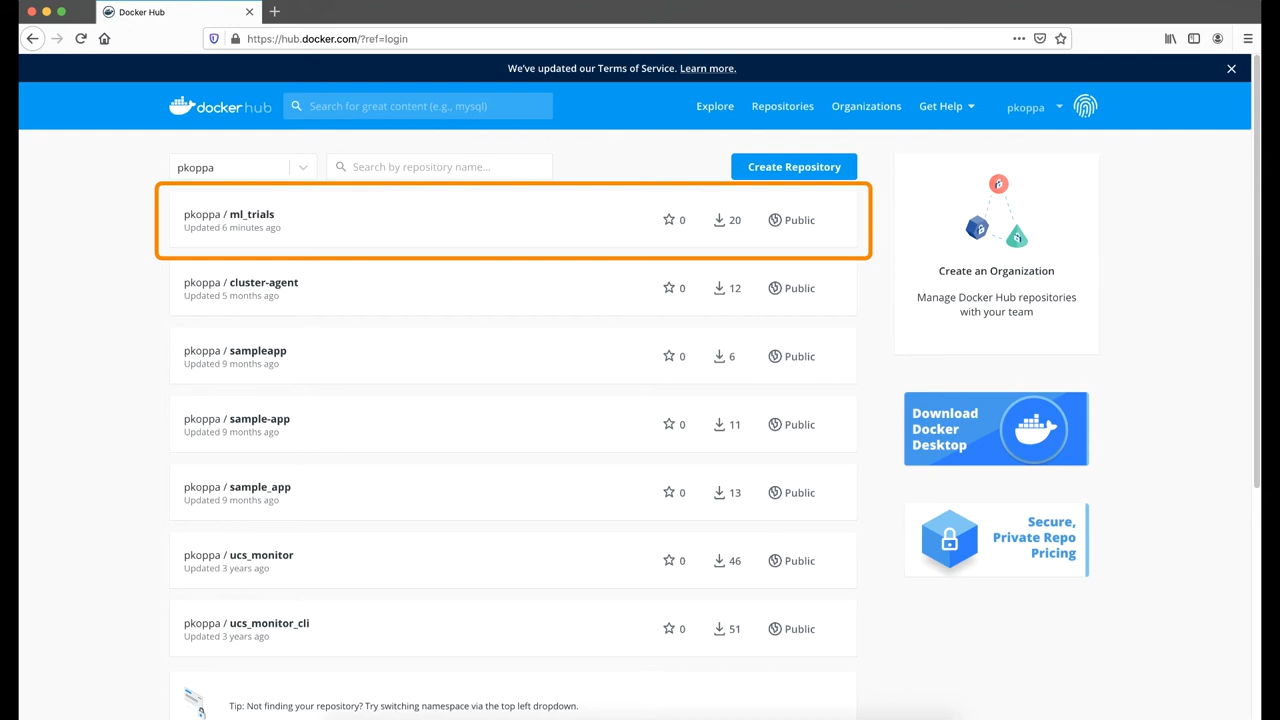 Docker Hub
https://hub.docker.com/?ref=login
We've updated our Terms of Service. Learn more.
dockerhub
Search for great content (e.g., mysql)
Explore
Repositories
Organizations
Get Help
pkoppa
pkoppa
Search by repository name...
Create Repository
pkoppa / ml_trials
Updated 6 minutes ago
0
20
Public
pkoppa / cluster-agent
Updated 5 months ago
0
12
Public
pkoppa / sampleapp
Updated 9 months ago
0
6
Public
pkoppa / sample-app
Updated 9 months ago
0
11
Public
pkoppa / sample_app
Updated 9 months ago
0
13
Public
pkoppa / ucs_monitor
Updated 3 years ago
0
46
Public
pkoppa / ucs_monitor_cli
Updated 3 years ago
0
51
Public
Tip: Not finding your repository? Try switching namespace via the top left dropdown.
Create an Organization
Manage Docker Hub repositories
with your team
Download
Docker
Desktop
Secure,
Private Repo
Pricing